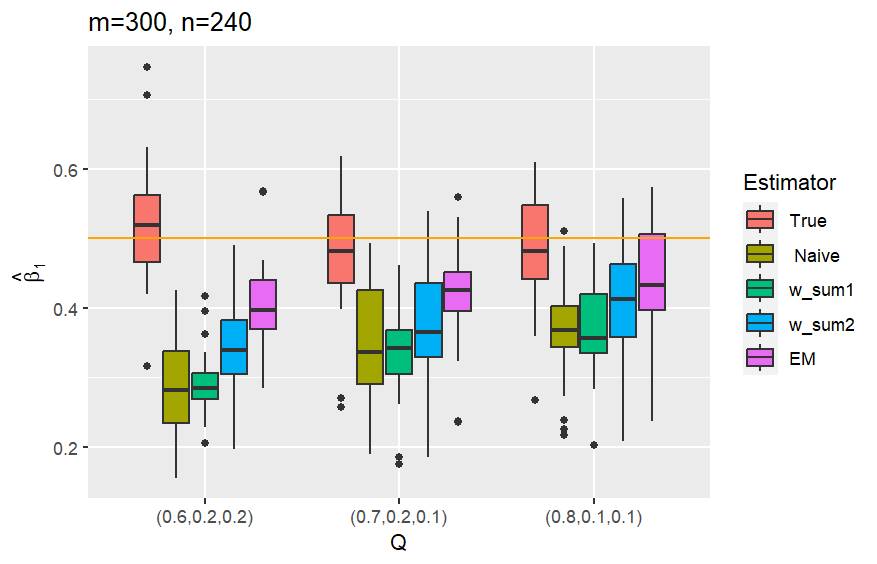 m=300, n=240
β̂1
0.6
0.4
0.2
(0.6,0.2,0.2)
(0.7,0.2,0.1)
(0.8,0.1,0.1)
Q
Estimator
True
Naive
w_sum1
w_sum2
EM